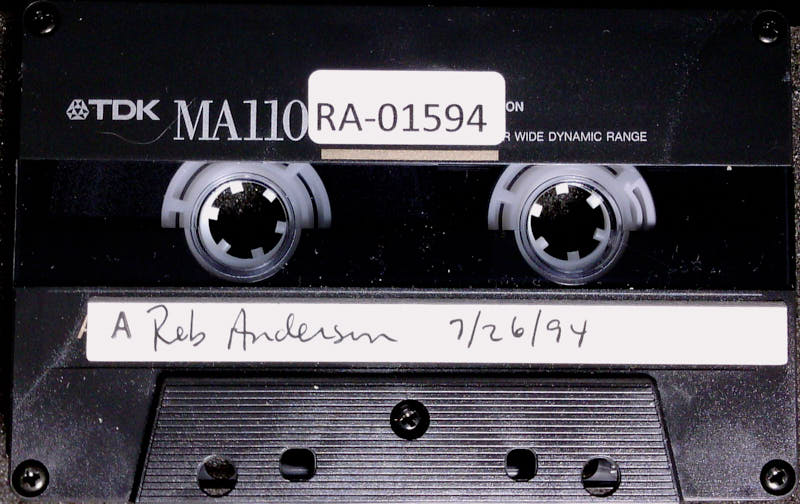 TDK MA110 RA-01594 ON
R WIDE DYNAMIC RANGE
A Reb Anderson 7/26/94